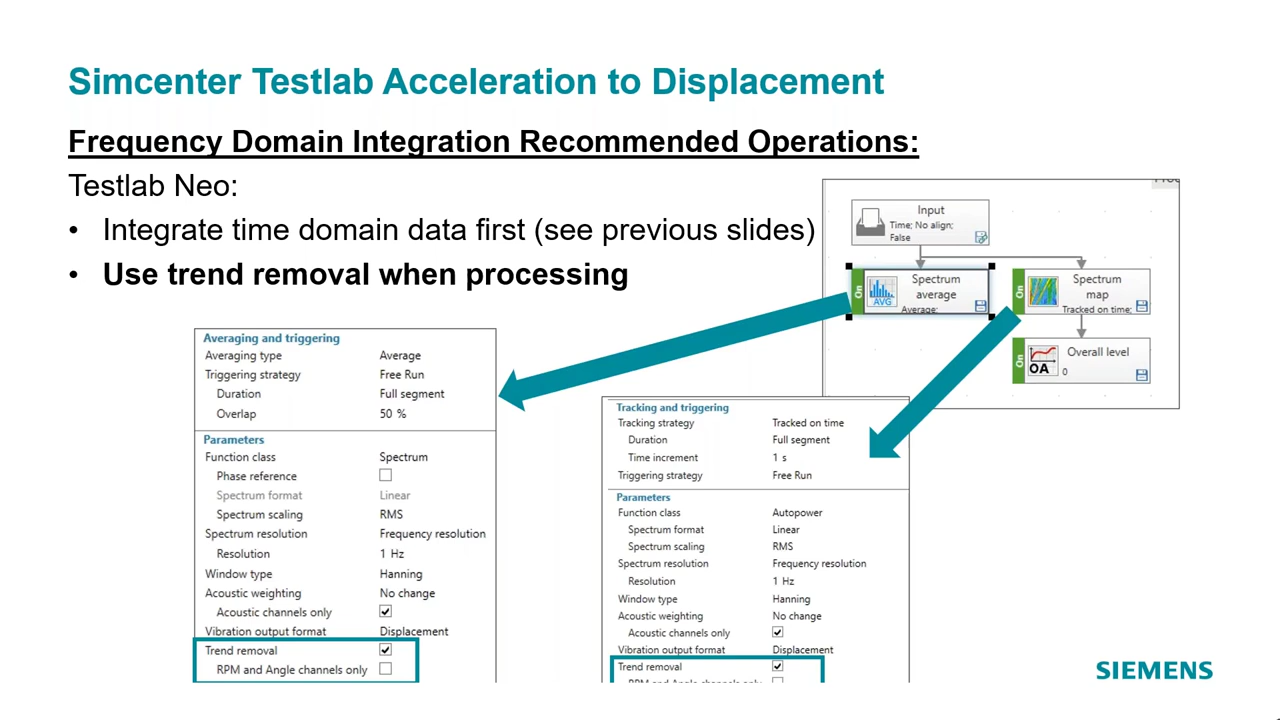 Simcenter Testlab Acceleration to Displacement
Frequency Domain Integration Recommended Operations:
Testlab Neo:
• Integrate time domain data first (see previous slides)
• Use trend removal when processing
Input
Time; No align;
False
On
AVG
Spectrum
average
Average;
On
Spectrum
map
Tracked on time;
On
OA
Overall level
0
Averaging and triggering
Averaging type Average
Triggering strategy Free Run
Duration Full segment
Overlap 50 %
Parameters
Function class Spectrum
Phase reference
Spectrum format Linear
Spectrum scaling RMS
Spectrum resolution Frequency resolution
Resolution 1 Hz
Window type Hanning
Acoustic weighting No change
Acoustic channels only
Vibration output format Displacement
Trend removal
RPM and Angle channels only
Tracking and triggering
Tracking strategy Tracked on time
Duration Full segment
Time increment 1 s
Triggering strategy Free Run
Parameters
Function class Autopower
Spectrum format Linear
Spectrum scaling RMS
Spectrum resolution Frequency resolution
Resolution 1 Hz
Window type Hanning
Acoustic weighting No change
Acoustic channels only
Vibration output format Displacement
Trend removal
RPM and Angle channels only
SIEMENS